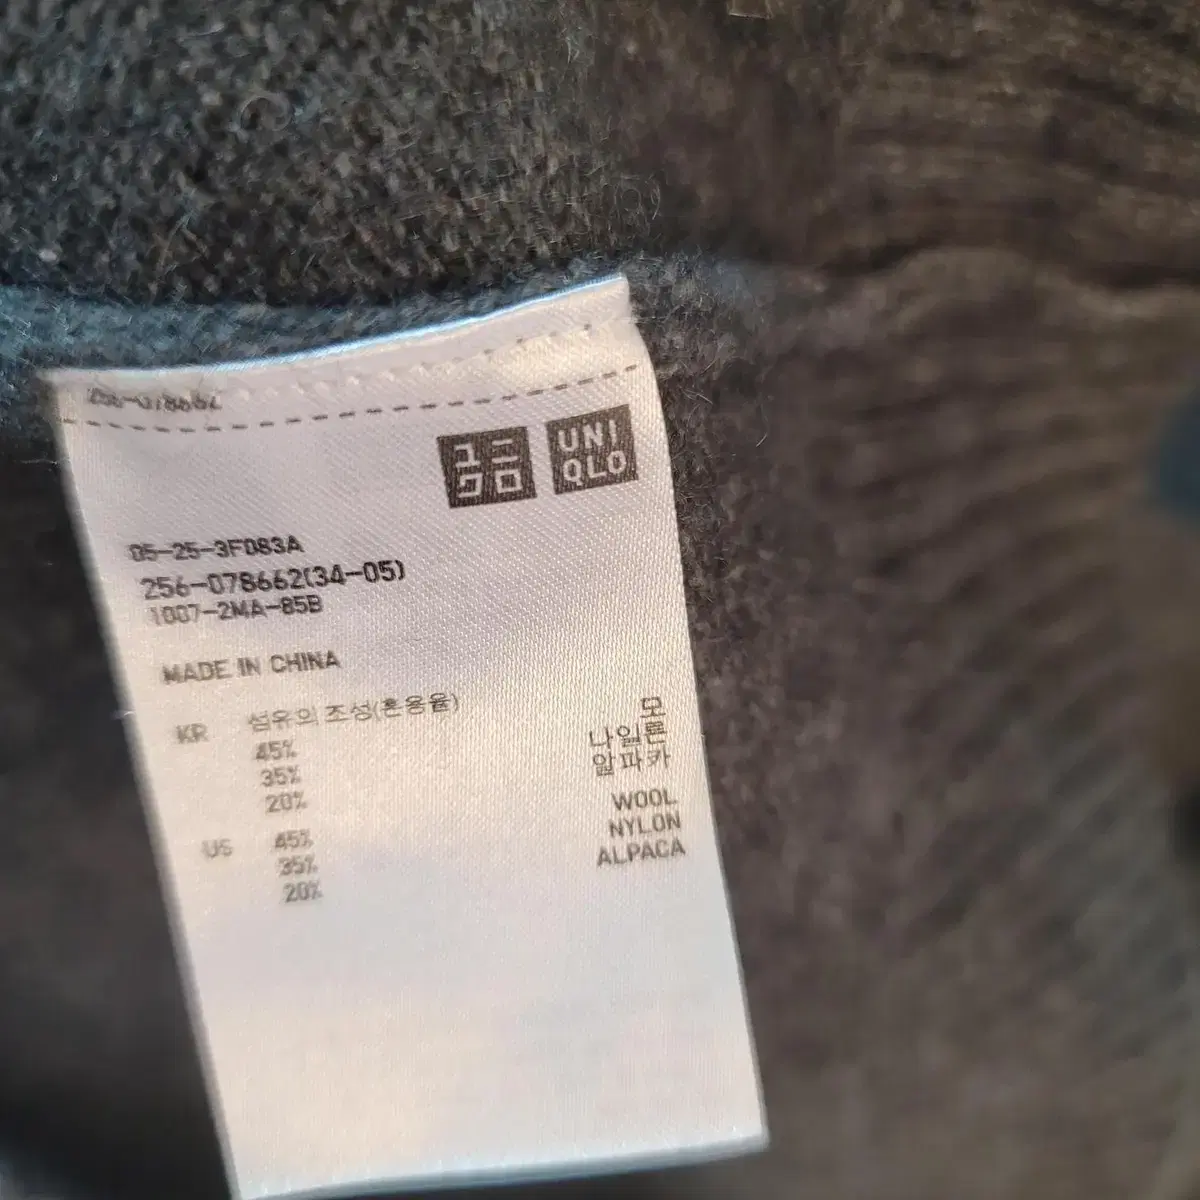 256-078662
ユニ
クロ
UNI
QLO
05-25-3F083A
256-078662(34-05)
1007-2MA-85B
MADE IN CHINA
KR 섬유의 조성(혼용율)
45% 모
35% 나일론
20% 알파카
US 45% WOOL
35% NYLON
20% ALPACA